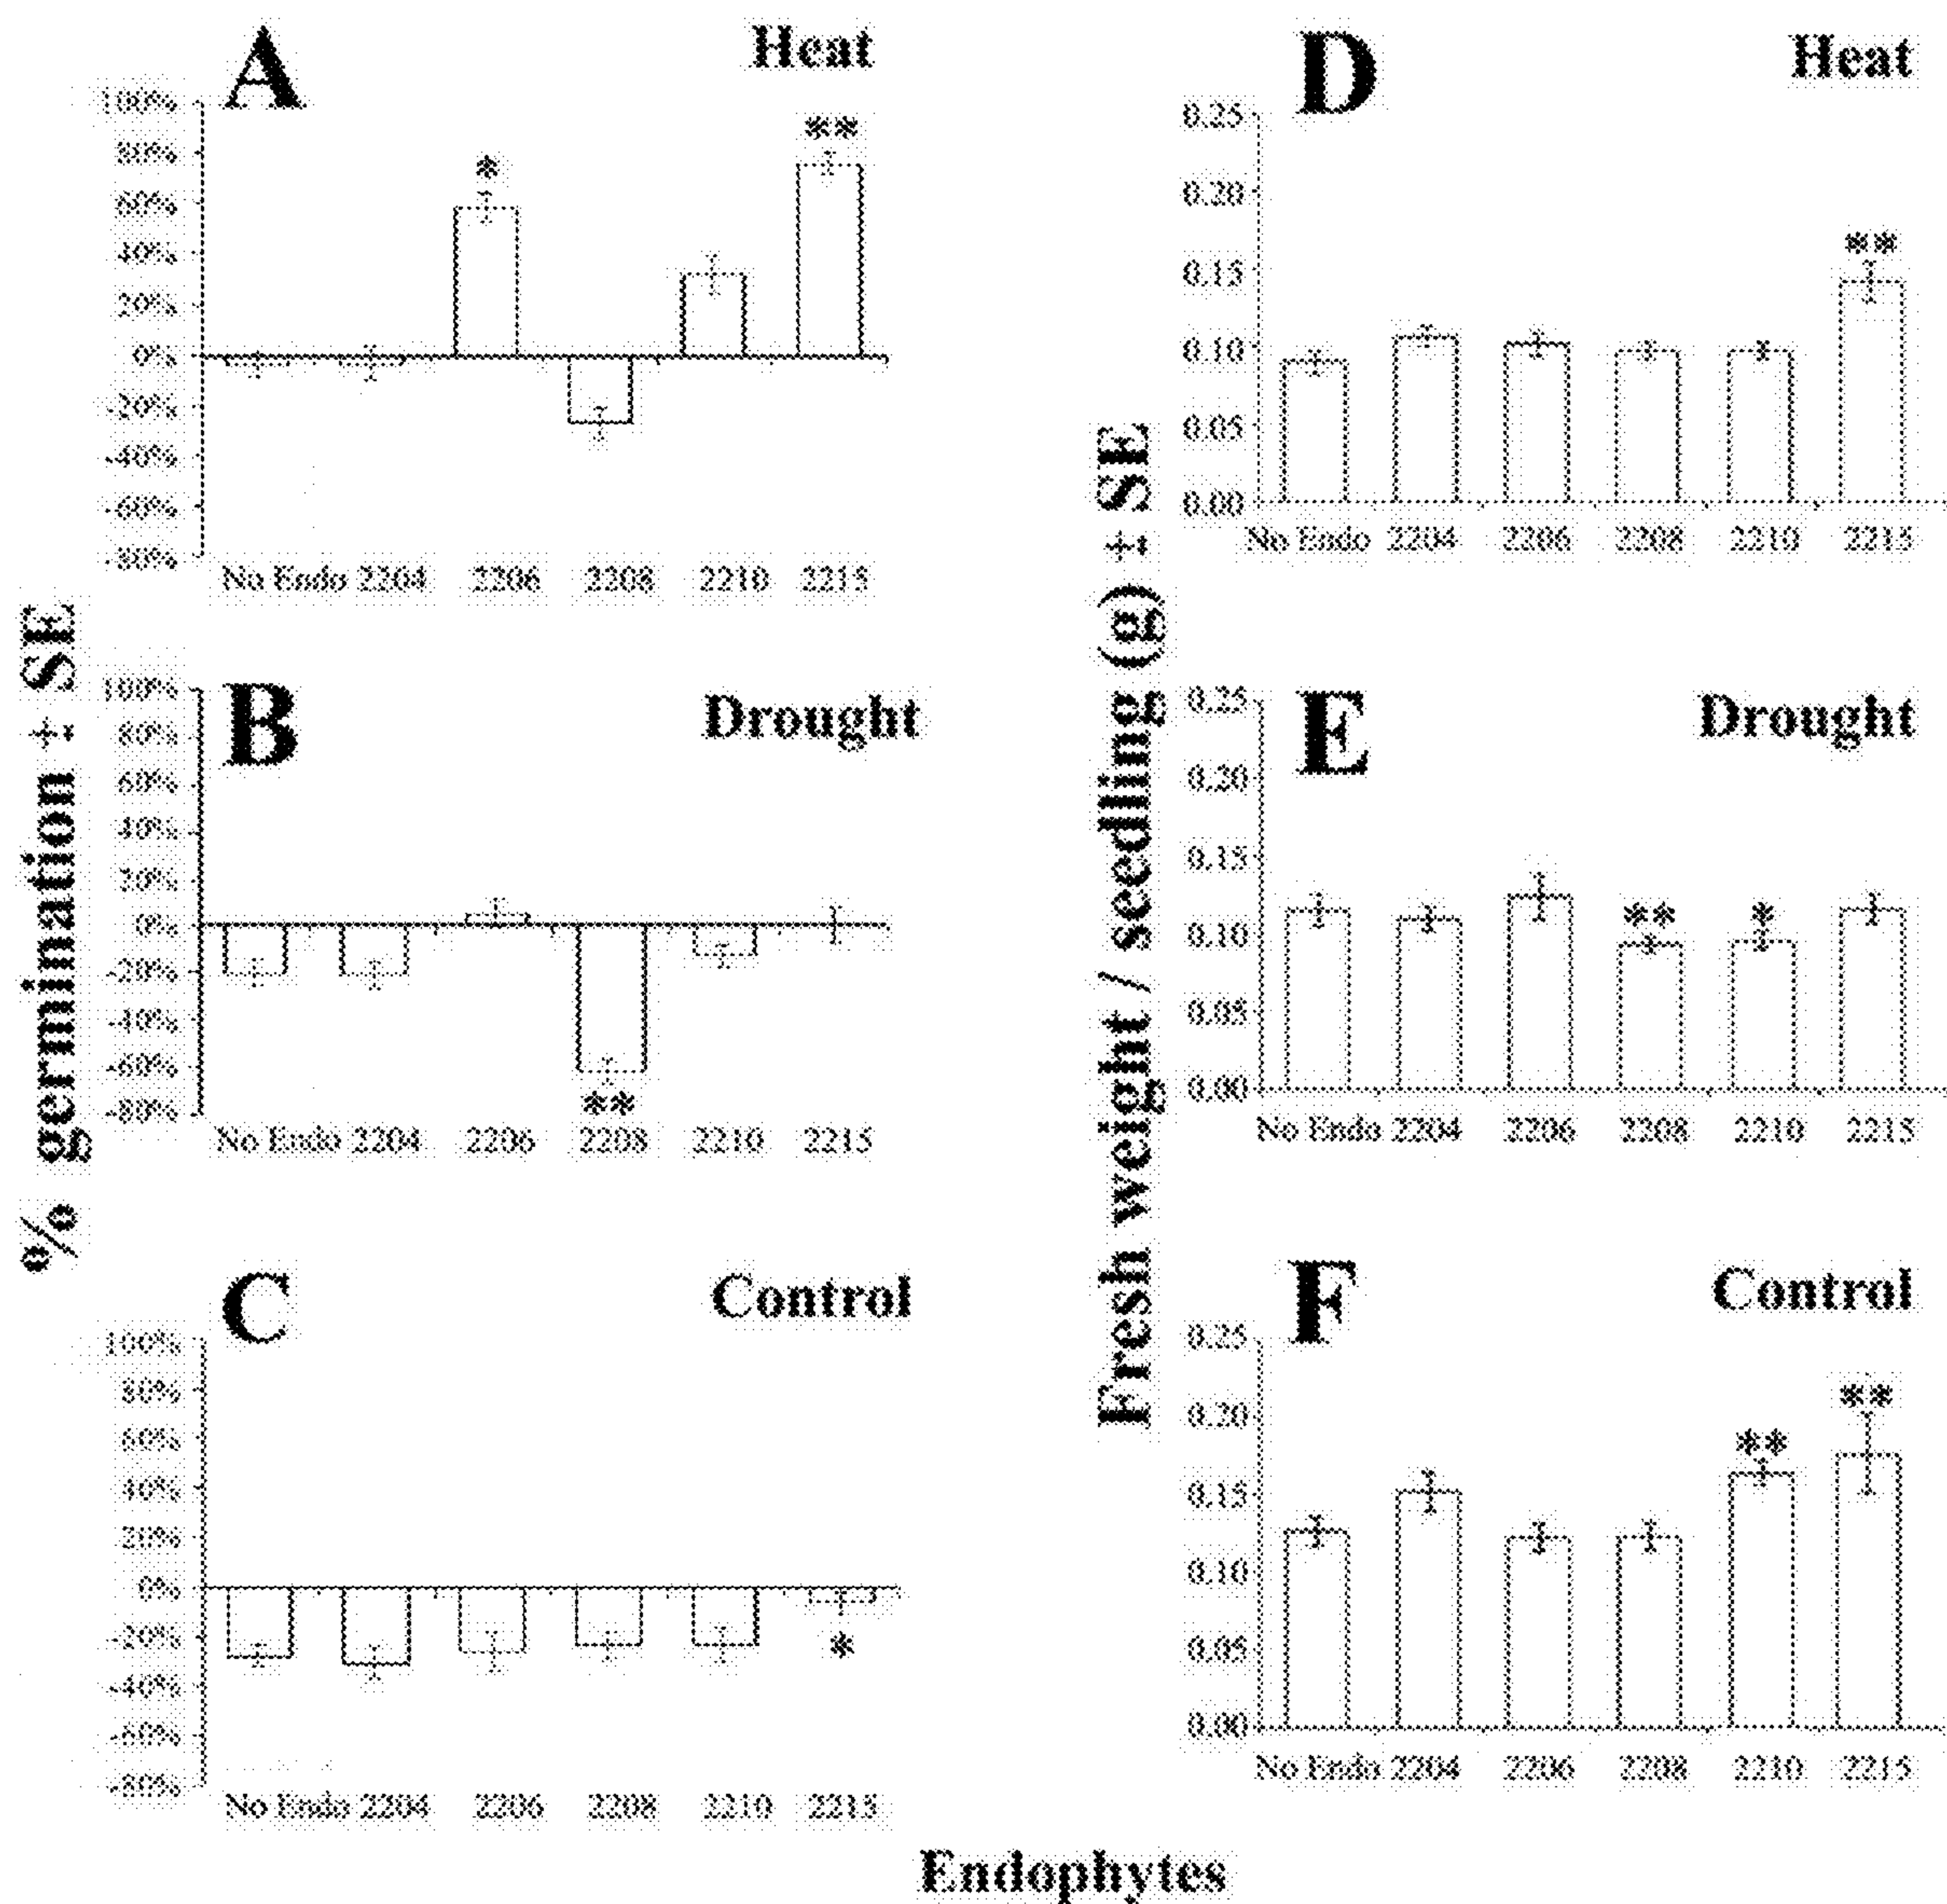 % germination ± SE
A
Heat
100%
80%
60%
40%
20%
0%
-20%
-40%
-60%
-80%
*
**
No Endo 2204 2206 2208 2210 2215
B
Drought
100%
80%
60%
40%
20%
0%
-20%
-40%
-60%
-80%
**
No Endo 2204 2206 2208 2210 2215
C
Control
100%
80%
60%
40%
20%
0%
-20%
-40%
-60%
-80%
*
No Endo 2204 2206 2208 2210 2215
Fresh weight / seedling (g) ± SE
D
Heat
0.25
0.20
0.15
0.10
0.05
0.00
**
No Endo 2204 2206 2208 2210 2215
E
Drought
0.25
0.20
0.15
0.10
0.05
0.00
** *
No Endo 2204 2206 2208 2210 2215
F
Control
0.25
0.20
0.15
0.10
0.05
0.00
** **
No Endo 2204 2206 2208 2210 2215
Endophytes